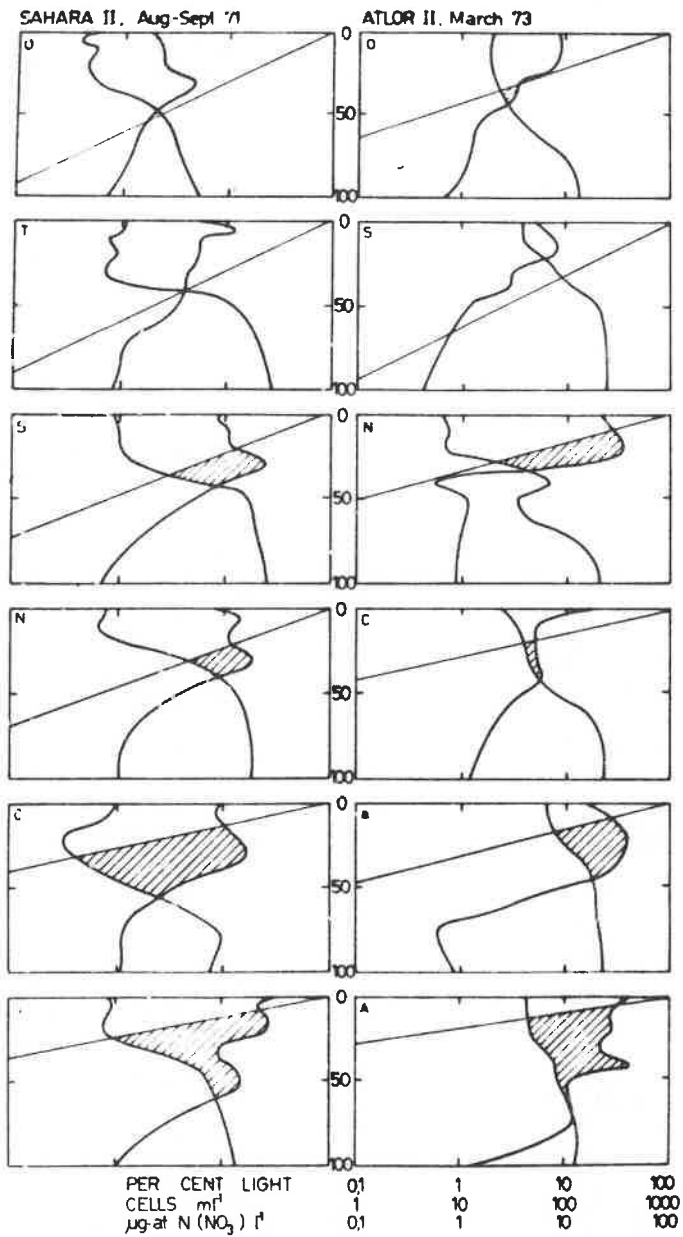 SAHARA II, Aug-Sept '71
ATLOR II, March '73
O
O
0
50
100
T
S
0
50
100
S
N
0
50
100
N
C
0
50
100
C
B
0
50
100
A
0
50
100
PER CENT LIGHT 0,1 1 10 100
CELLS ml⁻¹ 1 10 100 1000
μg-at N (NO₃) l⁻¹ 0,1 1 10 100